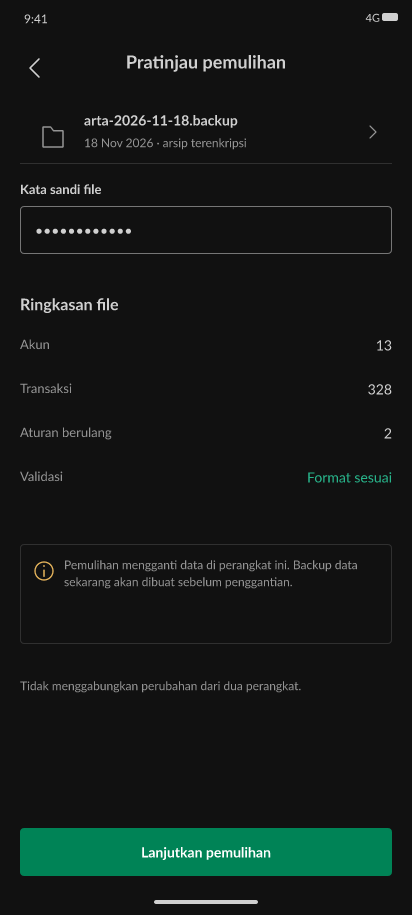 9:41
4G
Pratinjau pemulihan
arta-2026-11-18.backup
18 Nov 2026 · arsip terenkripsi
Kata sandi file
••••••••••••
Ringkasan file
Akun 13
Transaksi 328
Aturan berulang 2
Validasi Format sesuai
Pemulihan mengganti data di perangkat ini. Backup data
sekarang akan dibuat sebelum penggantian.
Tidak menggabungkan perubahan dari dua perangkat.
Lanjutkan pemulihan